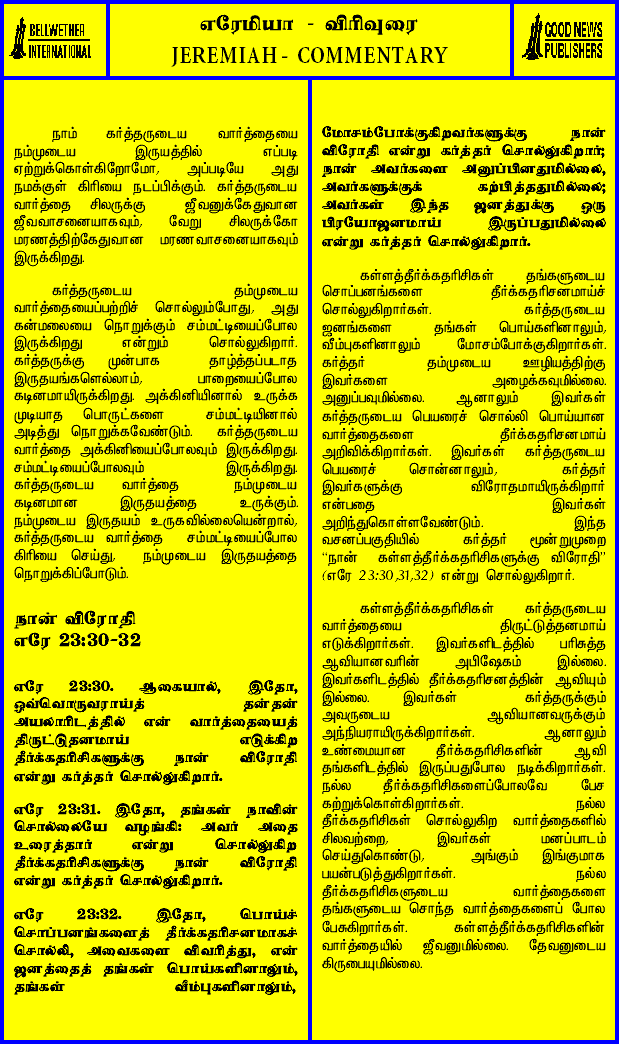 BELLWETHER
INTERNATIONAL
எரேமியா - விரிவுரை
JEREMIAH - COMMENTARY
GOOD NEWS
PUBLISHERS
நாம் கர்த்தருடைய வார்த்தையை
நம்முடைய இருயத்தில் எப்படி
ஏற்றுக்கொள்கிறோமோ, அப்படியே அது
நமக்குள் கிரியை நடப்பிக்கும். கர்த்தருடைய
வார்த்தை சிலருக்கு ஜீவனுக்கேதுவான
ஜீவவாசனையாகவும், வேறு சிலருக்கோ
மரணத்திற்கேதுவான மரணவாசனையாகவும்
இருக்கிறது.
கர்த்தருடைய தம்முடைய
வார்த்தையைப்பற்றிச் சொல்லும்போது, அது
கன்மலையை நொறுக்கும் சம்மட்டியைப்போல
இருக்கிறது என்றும் சொல்லுகிறார்.
கர்த்தருக்கு முன்பாக தாழ்த்தப்படாத
இருதயங்களெல்லாம், பாறையைப்போல
கடினமாயிருக்கிறது. அக்கினியினால் உருக்க
முடியாத பொருட்களை சம்மட்டியினால்
அடித்து நொறுக்கவேண்டும். கர்த்தருடைய
வார்த்தை அக்கினியைப்போலவும் இருக்கிறது.
சம்மட்டியைப்போலவும் இருக்கிறது.
கர்த்தருடைய வார்த்தை நம்முடைய
கடினமான இருதயத்தை உருக்கும்.
நம்முடைய இருதயம் உருகவில்லையென்றால்,
கர்த்தருடைய வார்த்தை சம்மட்டியைப்போல
கிரியை செய்து, நம்முடைய இருதயத்தை
நொறுக்கிப்போடும்.
நான் விரோதி
எரே 23:30-32
எரே 23:30. ஆகையால், இதோ,
ஒவ்வொருவராய்த் தன்தன்
அயலாரிடத்தில் என் வார்த்தையைத்
திருட்டுதனமாய் எடுக்கிற
தீர்க்கதரிசிகளுக்கு நான் விரோதி
என்று கர்த்தர் சொல்லுகிறார்.
எரே 23:31. இதோ, தங்கள் நாவின்
சொல்லையே வழங்கி: அவர் அதை
உரைத்தார் என்று சொல்லுகிற
தீர்க்கதரிசிகளுக்கு நான் விரோதி
என்று கர்த்தர் சொல்லுகிறார்.
எரே 23:32. இதோ, பொய்ச்
சொப்பனங்களைத் தீர்க்கதரிசனமாகச்
சொல்லி, அவைகளை விவரித்து, என்
ஜனத்தைத் தங்கள் பொய்களினாலும்,
தங்கள் வீம்புகளினாலும்,
மோசம்போக்குகிறவர்களுக்கு நான்
விரோதி என்று கர்த்தர் சொல்லுகிறார்;
நான் அவர்களை அனுப்பினதுமில்லை,
அவர்களுக்குக் கற்பித்ததுமில்லை;
அவர்கள் இந்த ஜனத்துக்கு ஒரு
பிரயோஜனமாய் இருப்பதுமில்லை
என்று கர்த்தர் சொல்லுகிறார்.
கள்ளத்தீர்க்கதரிசிகள் தங்களுடைய
சொப்பனங்களை தீர்க்கதரிசனமாய்ச்
சொல்லுகிறார்கள். கர்த்தருடைய
ஜனங்களை தங்கள் பொய்களினாலும்,
வீம்புகளினாலும் மோசம்போக்குகிறார்கள்.
கர்த்தர் தம்முடைய ஊழியத்திற்கு
இவர்களை அழைக்கவுமில்லை.
அனுப்பவுமில்லை. ஆனாலும் இவர்கள்
கர்த்தருடைய பெயரைச் சொல்லி பொய்யான
வார்த்தைகளை தீர்க்கதரிசனமாய்
அறிவிக்கிறார்கள். இவர்கள் கர்த்தருடைய
பெயரைச் சொன்னாலும், கர்த்தர்
இவர்களுக்கு விரோதமாயிருக்கிறார்
என்பதை இவர்கள்
அறிந்துகொள்ளவேண்டும். இந்த
வசனப்பகுதியில் கர்த்தர் மூன்றுமுறை
“நான் கள்ளத்தீர்க்கதரிசிகளுக்கு விரோதி”
(எரே 23:30,31,32) என்று சொல்லுகிறார்.
கள்ளத்தீர்க்கதரிசிகள் கர்த்தருடைய
வார்த்தையை திருட்டுத்தனமாய்
எடுக்கிறார்கள். இவர்களிடத்தில் பரிசுத்த
ஆவியானவரின் அபிஷேகம் இல்லை.
இவர்களிடத்தில் தீர்க்கதரிசனத்தின் ஆவியும்
இல்லை. இவர்கள் கர்த்தருக்கும்
அவருடைய ஆவியானவருக்கும்
அந்நியராயிருக்கிறார்கள். ஆனாலும்
உண்மையான தீர்க்கதரிசிகளின் ஆவி
தங்களிடத்தில் இருப்பதுபோல நடிக்கிறார்கள்.
நல்ல தீர்க்கதரிசிகளைப்போலவே பேச
கற்றுக்கொள்கிறார்கள். நல்ல
தீர்க்கதரிசிகள் சொல்லுகிற வார்த்தைகளில்
சிலவற்றை, இவர்கள் மனப்பாடம்
செய்துகொண்டு, அங்கும் இங்குமாக
பயன்படுத்துகிறார்கள். நல்ல
தீர்க்கதரிசிகளுடைய வார்த்தைகளை
தங்களுடைய சொந்த வார்த்தைகளைப் போல
பேசுகிறார்கள். கள்ளத்தீர்க்கதரிசிகளின்
வார்த்தையில் ஜீவனுமில்லை. தேவனுடைய
கிருபையுமில்லை.